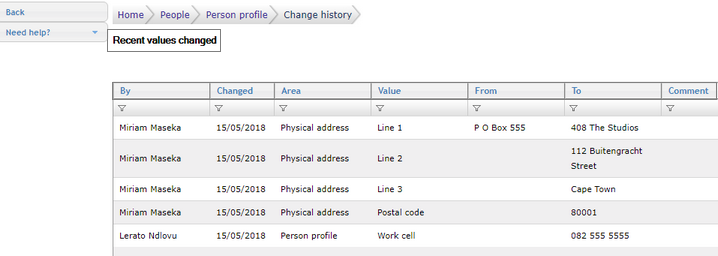 Back
Need help?
Home People Person profile Change history
Recent values changed
By Changed Area Value From To Comment
Miriam Maseka 15/05/2018 Physical address Line 1 P O Box 555 408 The Studios
Miriam Maseka 15/05/2018 Physical address Line 2 112 Buitengracht
Street
Miriam Maseka 15/05/2018 Physical address Line 3 Cape Town
Miriam Maseka 15/05/2018 Physical address Postal code 80001
Lerato Ndlovu 15/05/2018 Person profile Work cell 082 555 5555